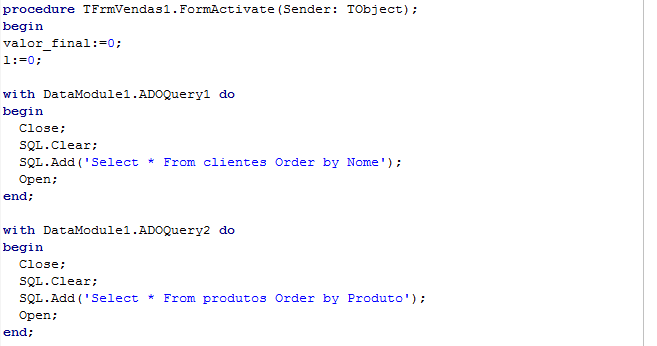 procedure TFrmVendas1.FormActivate(Sender: TObject);
begin
valor_final:=0;
l:=0;
with DataModule1.ADOQuery1 do
begin
Close;
SQL.Clear;
SQL.Add('Select * From clientes Order by Nome');
Open;
end;
with DataModule1.ADOQuery2 do
begin
Close;
SQL.Clear;
SQL.Add('Select * From produtos Order by Produto');
Open;
end;